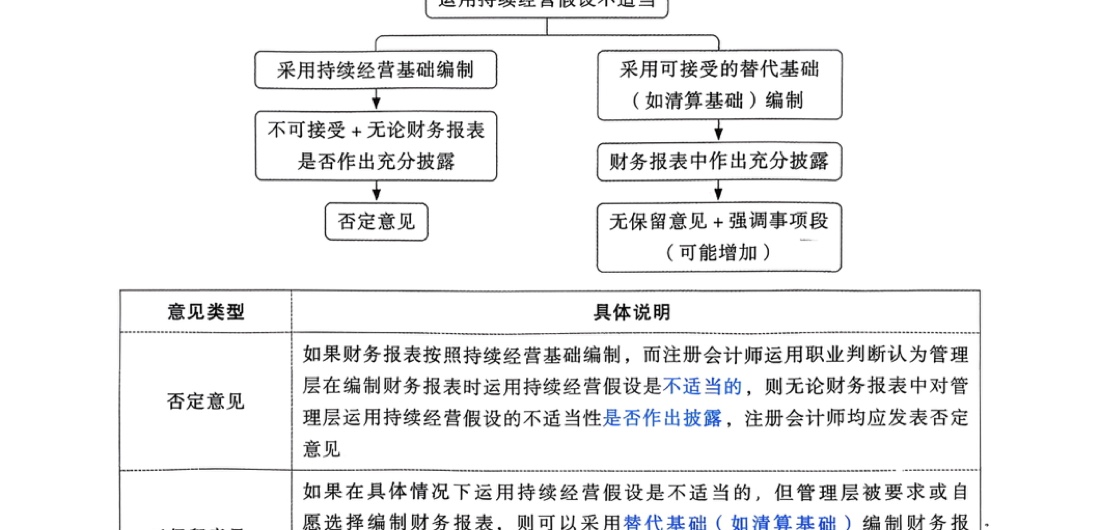 运用持续经营假设不适当
采用持续经营基础编制
采用可接受的替代基础
（如清算基础）编制
不可接受 + 无论财务报表
是否作出充分披露
财务报表中作出充分披露
否定意见
无保留意见 + 强调事项段
（可能增加）
意见类型
具体说明
否定意见
如果财务报表按照持续经营基础编制，而注册会计师运用职业判断认为管理
层在编制财务报表时运用持续经营假设是不适当的，则无论财务报表中对管
理层运用持续经营假设的不适当性是否作出披露，注册会计师均应发表否定
意见
如果在具体情况下运用持续经营假设是不适当的，但管理层被要求或自
愿选择编制财务报表，则可以采用替代基础（如清算基础）编制财务报